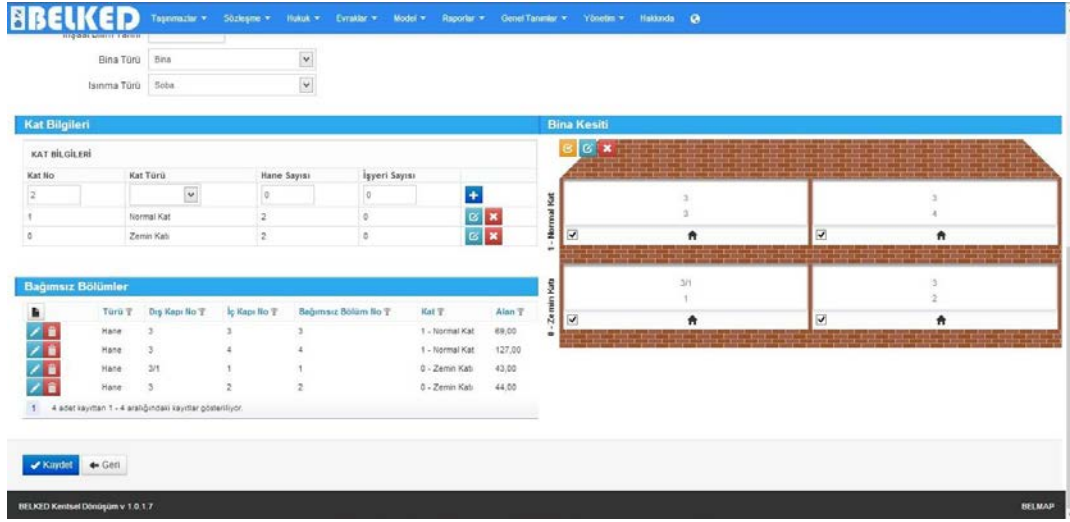 BELKED Taşınmazlar Sözleşme Hukuk Evraklar Model Raporlar Genel Tanımlar Yönetim Hakkında
Bina Türü Bina
Isınma Türü Soba
Kat Bilgileri
KAT BİLGİLERİ
Kat No Kat Türü Hane Sayısı İşyeri Sayısı
2 0 0
1 Normal Kat 2 0
0 Zemin Katı 2 0
Bağımsız Bölümler
Türü Dış Kapı No İç Kapı No Bağımsız Bölüm No Kat Alan
Hane 3 3 3 1 - Normal Kat 69,00
Hane 3 4 4 1 - Normal Kat 127,00
Hane 3/1 1 1 0 - Zemin Katı 43,00
Hane 3 2 2 0 - Zemin Katı 44,00
1 4 adet kayıttan 1 - 4 aralığındaki kayıtlar gösteriliyor.
Bina Kesiti
1 - Normal Kat
3 3
3 4
0 - Zemin Katı
3/1 3
1 2
Kaydet Geri
BELKED Kentsel Dönüşüm v 1.0.1.7 BELMAP